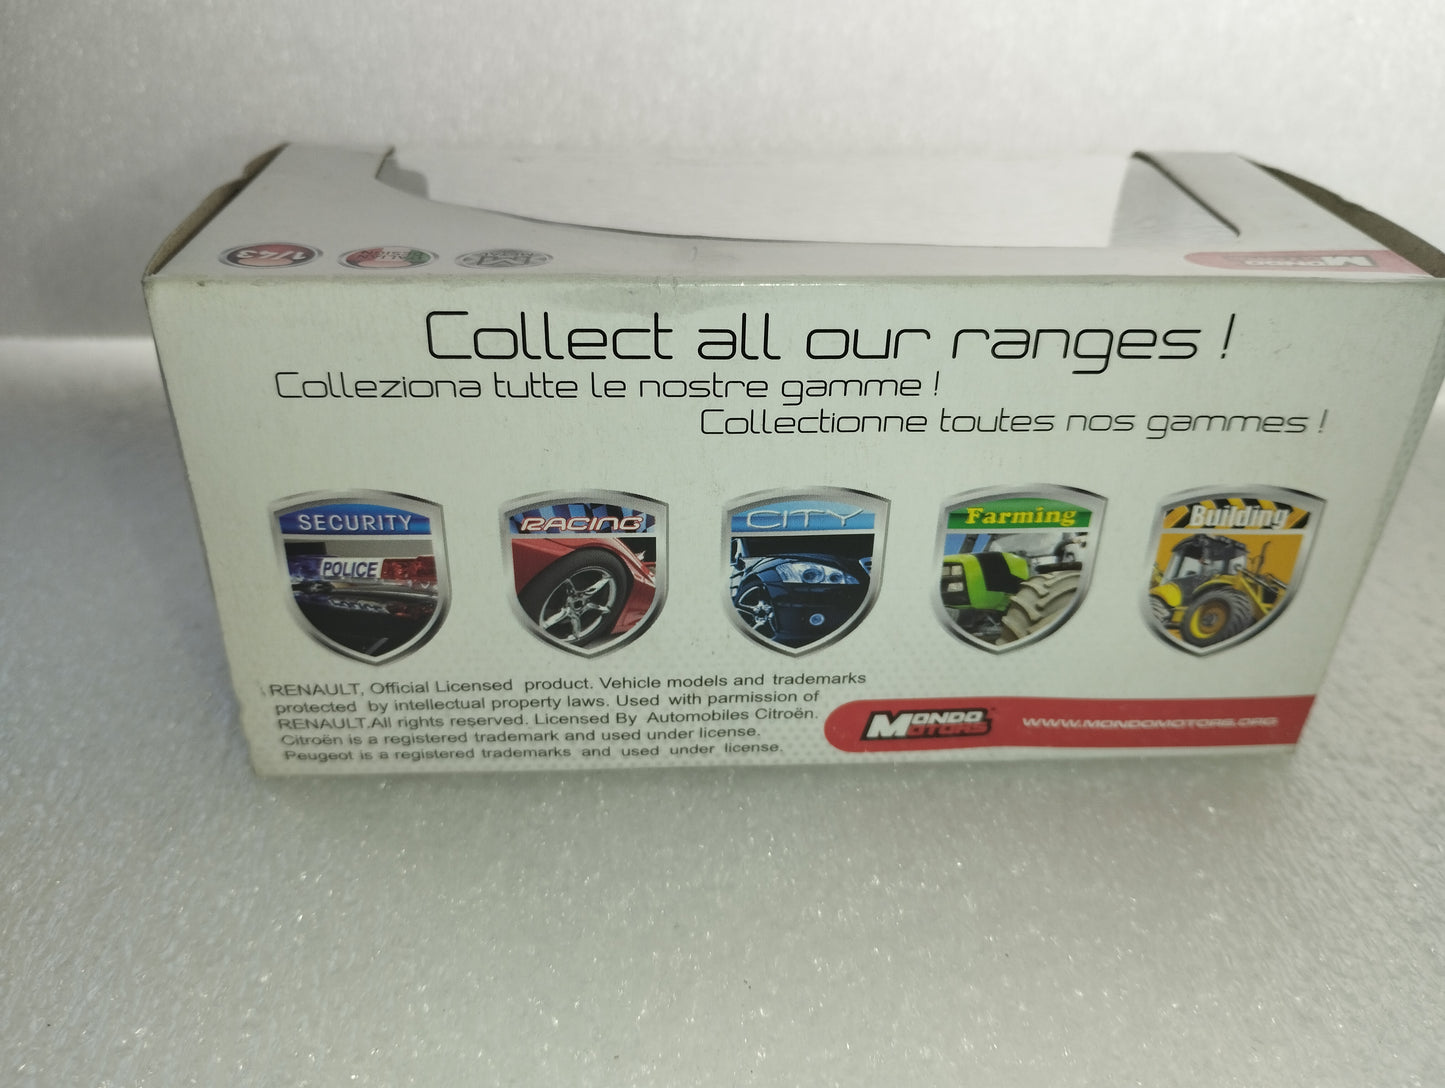 1/43
MONDO
Collect all our ranges !
Colleziona tutte le nostre gamme !
Collectionne toutes nos gammes !
SECURITY
POLICE
RACING
CITY
Farming
Building
RENAULT, Official Licensed product. Vehicle models and trademarks
protected by intellectual property laws. Used with parmission of
RENAULT.All rights reserved. Licensed By Automobiles Citroën.
Citroën is a registered trademark and used under license.
Peugeot is a registered trademarks and used under license.
MONDO
MOTORS
WWW.MONDOMOTORS.ORG